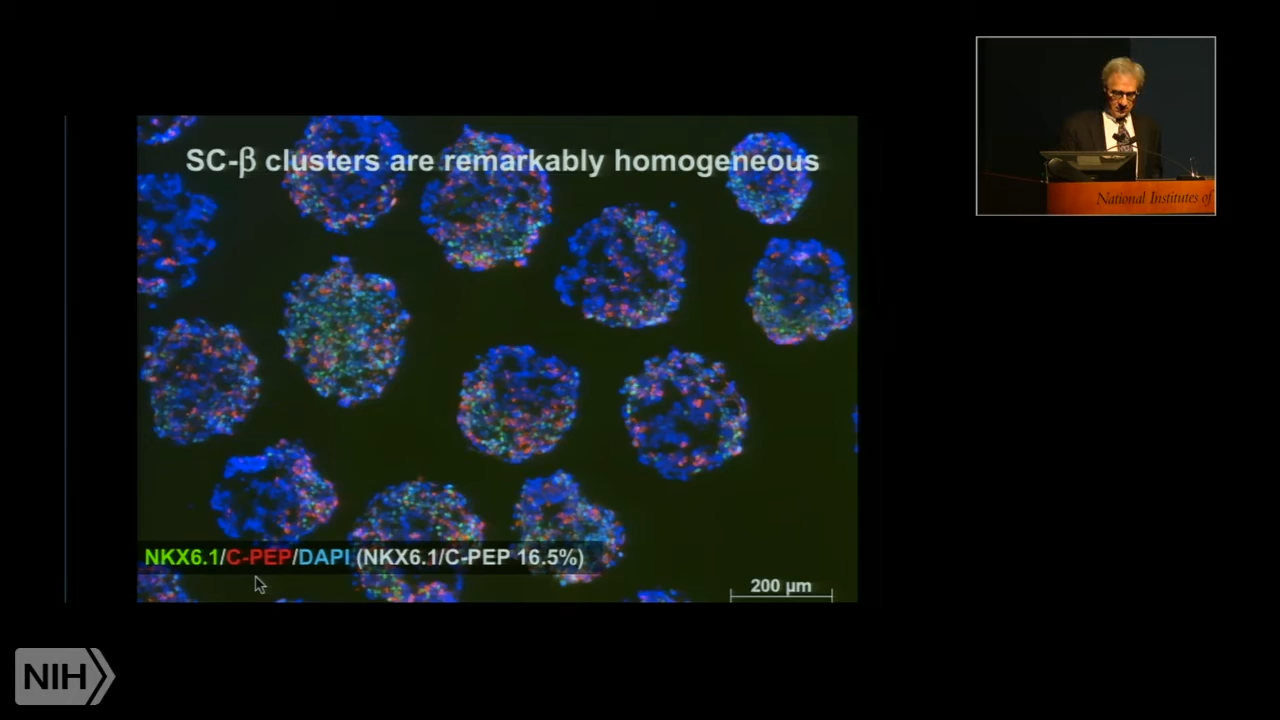 SC-β clusters are remarkably homogeneous
National Institutes of
NKX6.1/C-PEP/DAPI (NKX6.1/C-PEP 16.5%)
200 µm
NIH